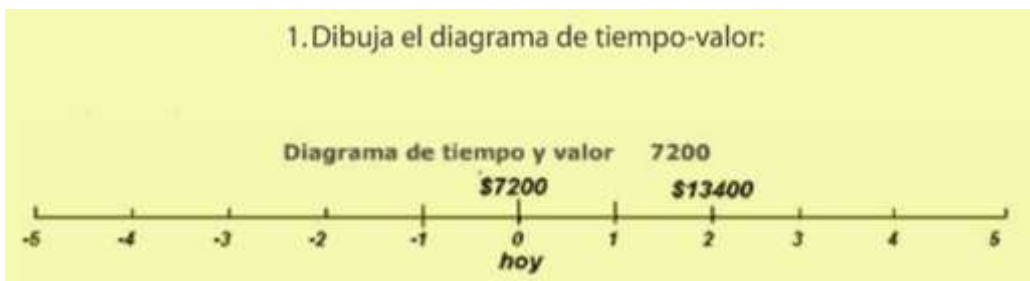 1. Dibuja el diagrama de tiempo-valor:
Diagrama de tiempo y valor 7200
$7200 $13400
-5 -4 -3 -2 -1 0 1 2 3 4 5
hoy